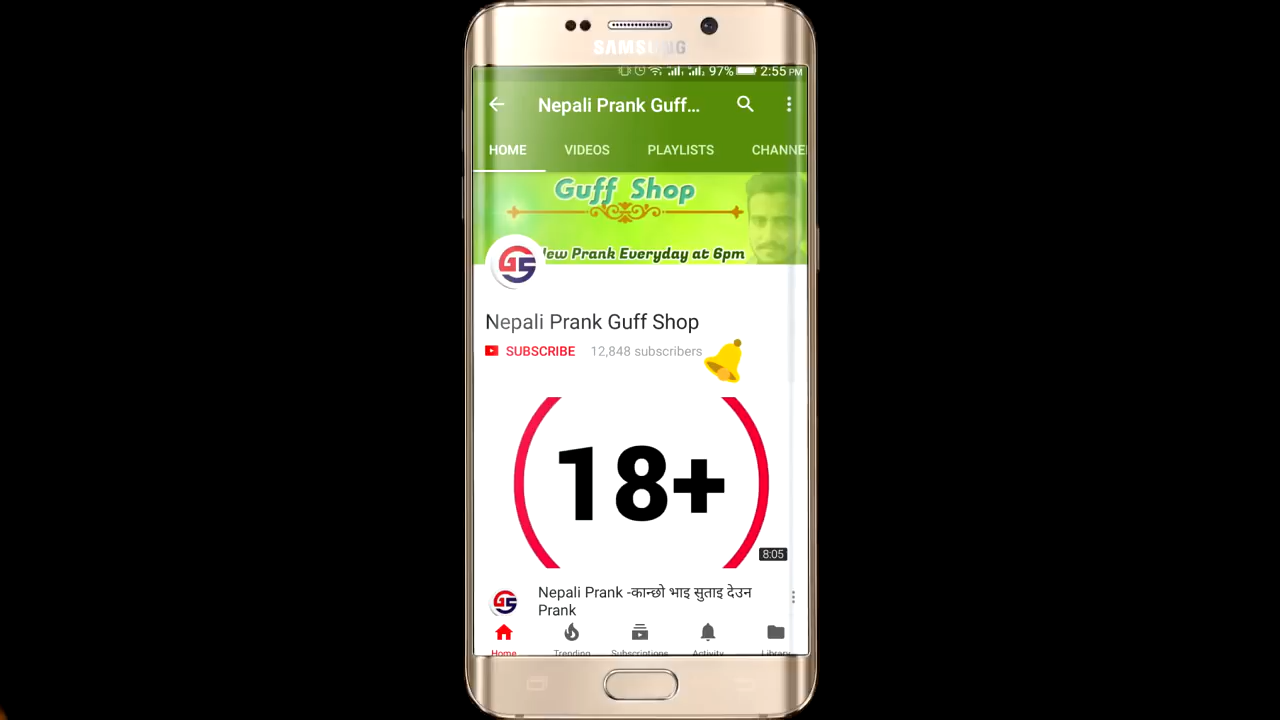 SAMSUNG
97% 2:55 PM
Nepali Prank Guff...
HOME VIDEOS PLAYLISTS CHANNE
Guff Shop
New Prank Everyday at 6pm
GS
Nepali Prank Guff Shop
SUBSCRIBE 12,848 subscribers
18+
8:05
Nepali Prank -कान्छो भाइ सुताइ देउन
Prank
GS
Home Trending Subscriptions Activity Library